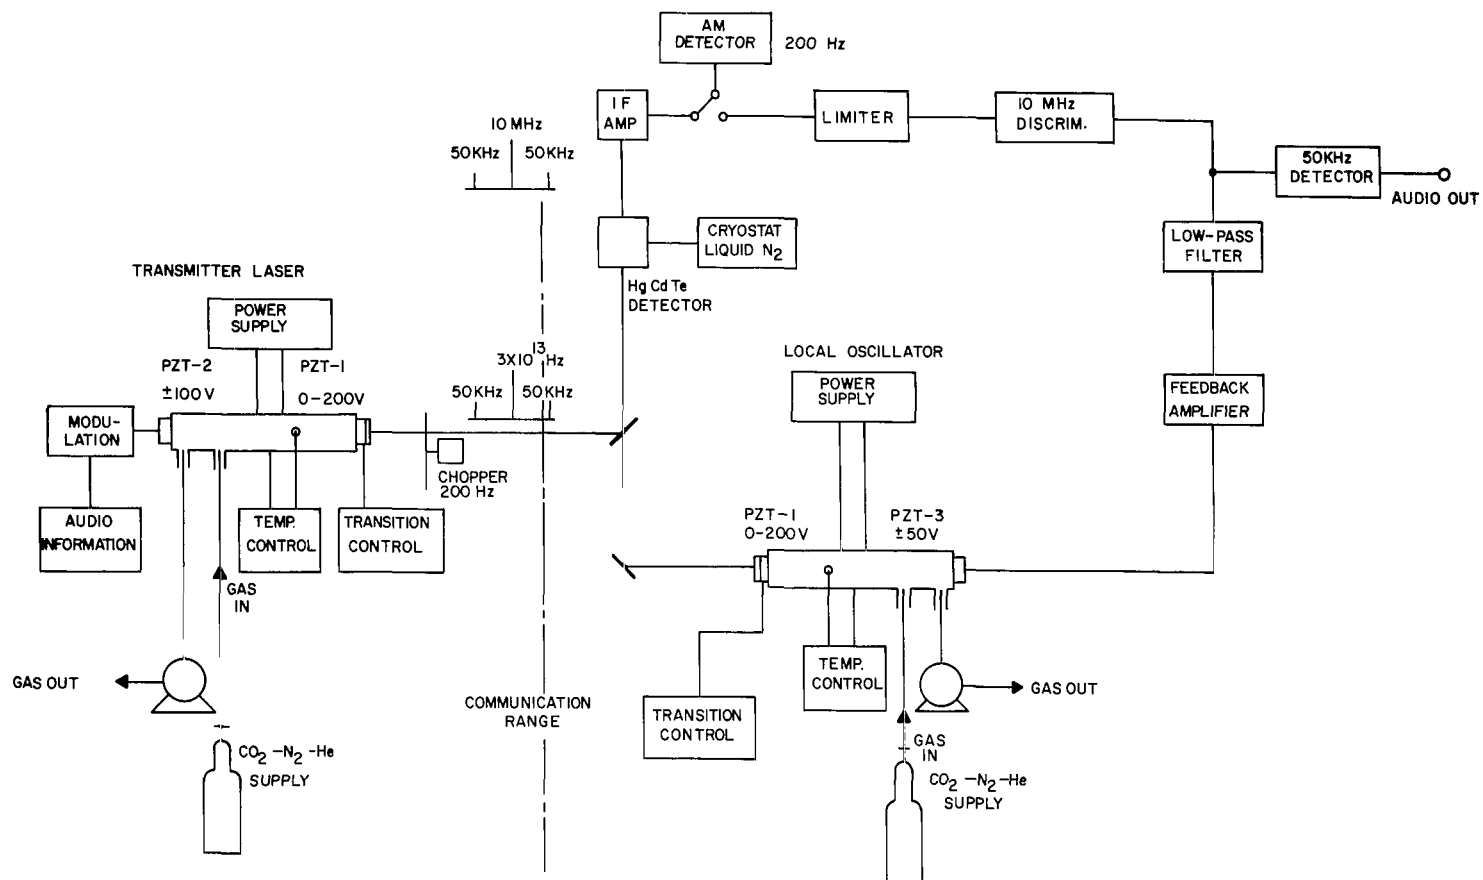 AM
DETECTOR
200 Hz
IF
AMP
LIMITER
10 MHz
DISCRIM.
50KHz
DETECTOR
AUDIO OUT
10 MHz
50KHz 50KHz
CRYOSTAT
LIQUID N2
LOW-PASS
FILTER
HgCdTe
DETECTOR
TRANSMITTER LASER
POWER
SUPPLY
PZT-2
±100V
PZT-1
0-200V
3X10^13 Hz
50KHz 50KHz
MODU-
LATION
CHOPPER
200 Hz
AUDIO
INFORMATION
TEMP.
CONTROL
TRANSITION
CONTROL
GAS
IN
GAS OUT
CO2-N2-He
SUPPLY
COMMUNICATION
RANGE
LOCAL OSCILLATOR
POWER
SUPPLY
FEEDBACK
AMPLIFIER
PZT-1
0-200V
PZT-3
±50V
TEMP.
CONTROL
TRANSITION
CONTROL
GAS OUT
GAS
IN
CO2-N2-He
SUPPLY